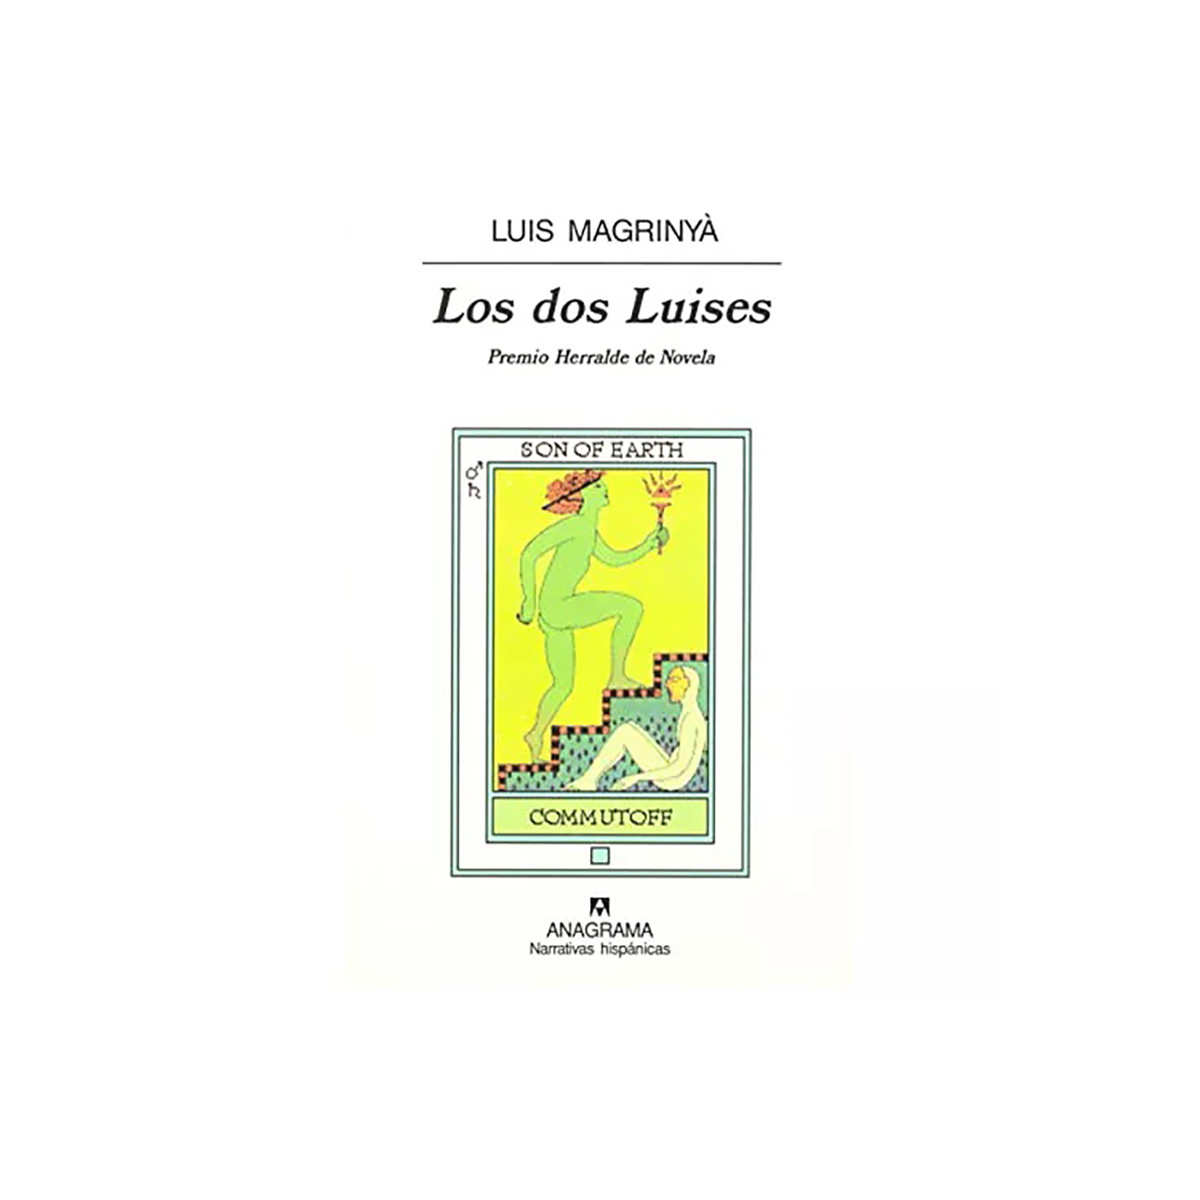 LUIS MAGRINYÀ
Los dos Luises
Premio Herralde de Novela
SON OF EARTH
COMMUTOFF
ANAGRAMA
Narrativas hispánicas